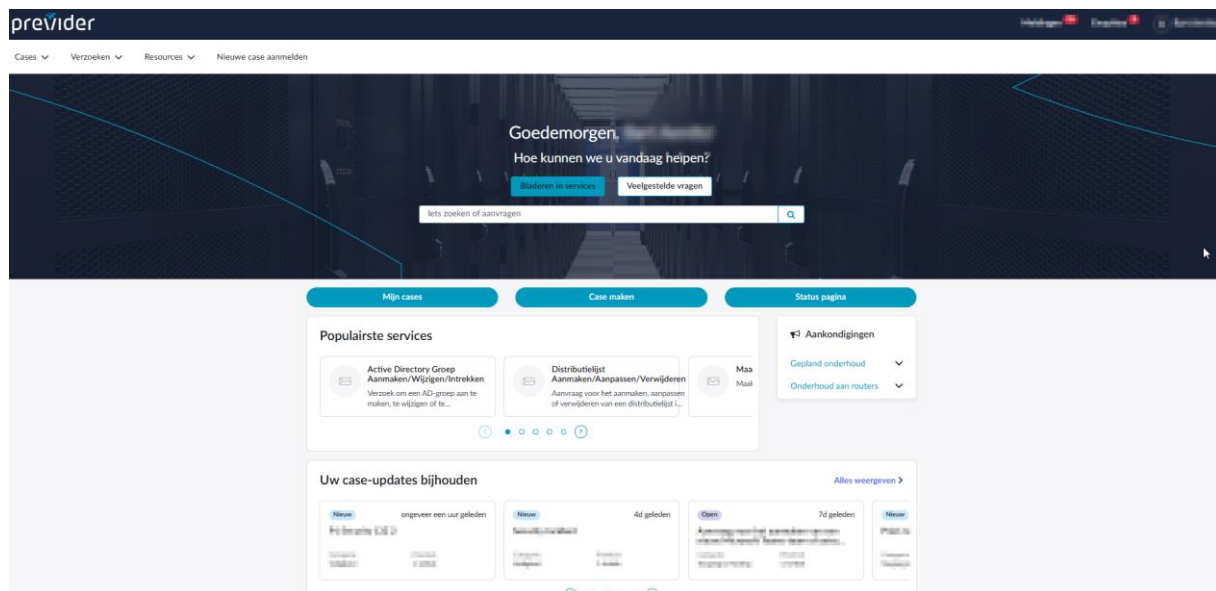 previder
Cases Verzoeken Resources Nieuwe case aanmelden
Goedemorgen,
Hoe kunnen we u vandaag helpen?
Bladeren in services Veelgestelde vragen
Iets zoeken of aanvragen
Mijn cases Case maken Status pagina
Populairste services
Active Directory Groep
Aanmaken/Wijzigen/Intrekken
Verzoek om een AD-groep aan te
maken, te wijzigen of te...
Distributielijst
Aanmaken/Aanpassen/Verwijderen
Aanvraag voor het aanmaken, aanpassen
of verwijderen van een distributielijst i...
Maa
Maak
Aankondigingen
Gepland onderhoud
Onderhoud aan routers
Uw case-updates bijhouden Alles weergeven
Nieuw ongeveer een uur geleden
Nieuw 4d geleden
Open 7d geleden
Nieuw